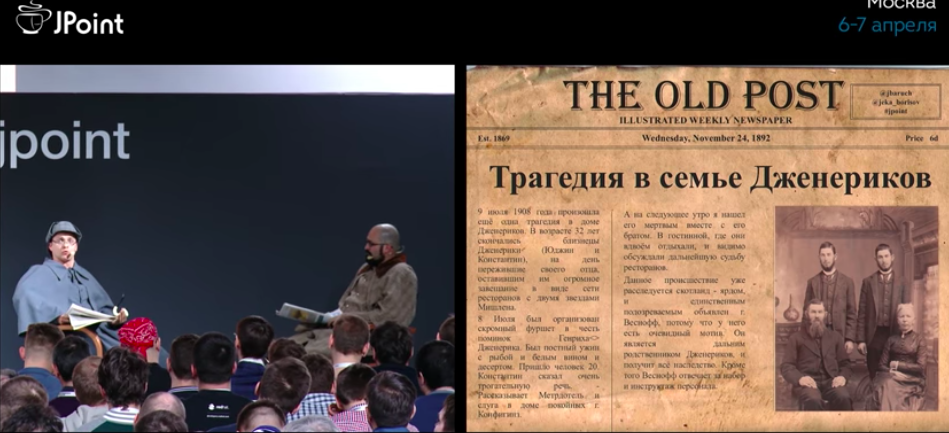 JPoint
Москва
6-7 апреля
jpoint
THE OLD POST
@jbaruch
@jeka_borisov
#jpoint
ILLUSTRATED WEEKLY NEWSPAPER
Est. 1869
Wednesday, November 24, 1892
Price 6d
Трагедия в семье Дженериков
9 июля 1908 года произошла
ещё одна трагедия в доме
Дженерикон. В возрасте 32 лет
скончались близнецы
Дженерики (Юджин и
Константин), на день
пережившие своего отца,
оставившим им огромное
завещание в виде сети
ресторанов с двумя звездами
Мишлена.
8 Июля был организован
скромный фуршет в честь
поминок Генриха<>
Дженерика. Был постный ужин
с рыбой и белым вином и
десертом. Пришло человек 20.
Константин сказал очень
трогательную речь. -
Рассказывает Метрдотель и
слуга в доме покойных г.
Конфигин).
А на следующее утро я нашел
его мертвым вместе с его
братом. В гостинной, где они
вдвоём отдыхали, и видимо
обсуждали дальнейшую судьбу
ресторанов.
Данное происшествие уже
расследуется скотланд - ярдом,
и единственным
подозреваемым объявлен г.
Веснофф, потому что у него
есть очевидный мотив. Он
является дальним
родственником Дженериков, и
получит всё наследство. Кроме
того Веснофф отвечает за набор
и инструктаж персонала.